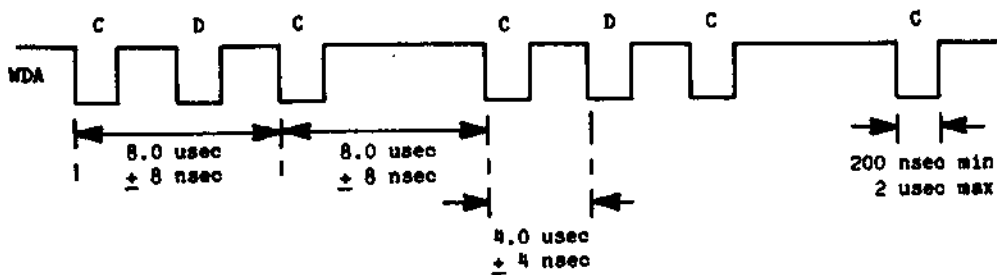 C D C C D C C
WDA
8.0 usec 8.0 usec 200 nsec min
± 8 nsec ± 8 nsec 2 usec max
4.0 usec
± 4 nsec